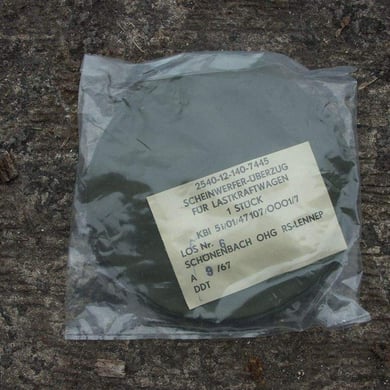 2540-12-140-7445
SCHEINWERFER-ÜBERZUG
FÜR LASTKRAFTWAGEN
1 STÜCK
KBI 51/01/47107/0001/7
LOS Nr. 6
SCHÖNENBACH OHG RS-LENNEP
A 9/67
DDT